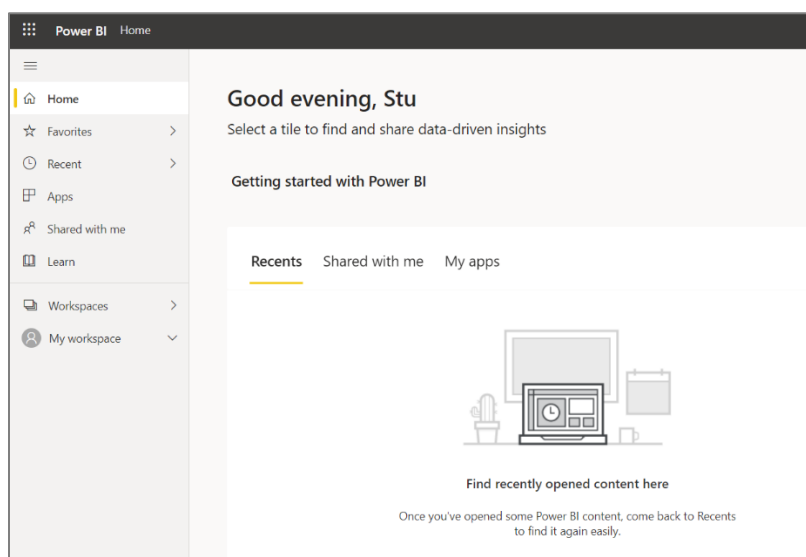 Power BI Home
Home
Favorites
Recent
Apps
Shared with me
Learn
Workspaces
My workspace
Good evening, Stu
Select a tile to find and share data-driven insights
Getting started with Power BI
Recents Shared with me My apps
Find recently opened content here
Once you've opened some Power BI content, come back to Recents
to find it again easily.